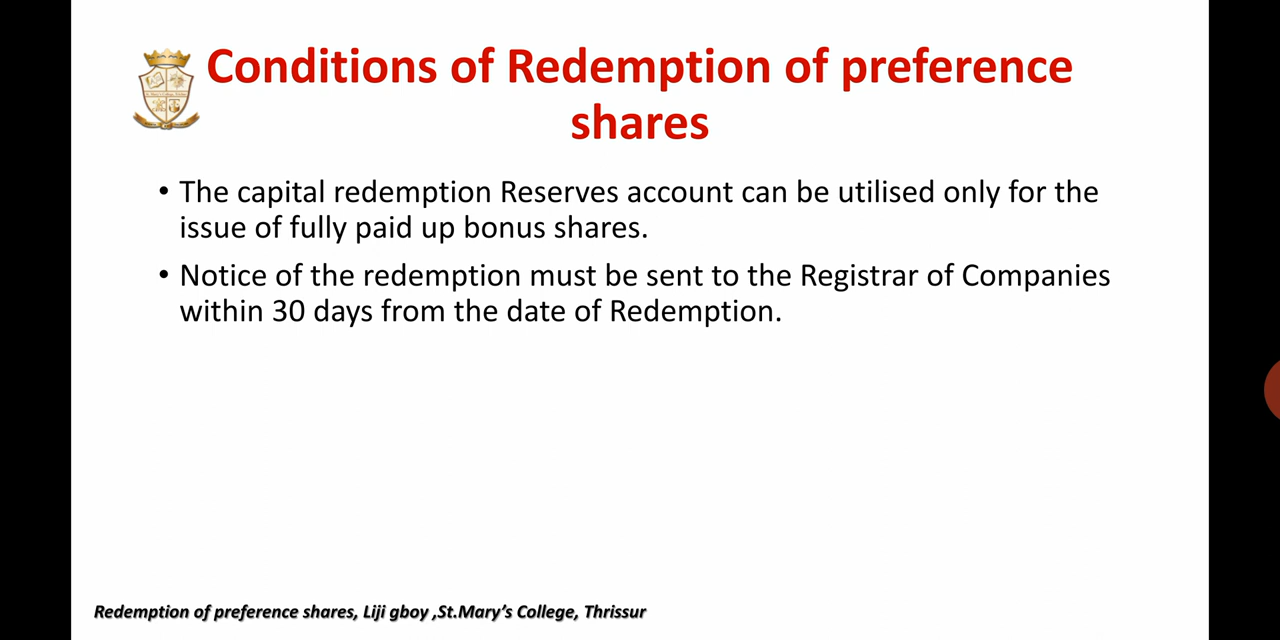 Conditions of Redemption of preference
shares
• The capital redemption Reserves account can be utilised only for the
issue of fully paid up bonus shares.
• Notice of the redemption must be sent to the Registrar of Companies
within 30 days from the date of Redemption.
Redemption of preference shares, Liji gboy ,St.Mary's College, Thrissur